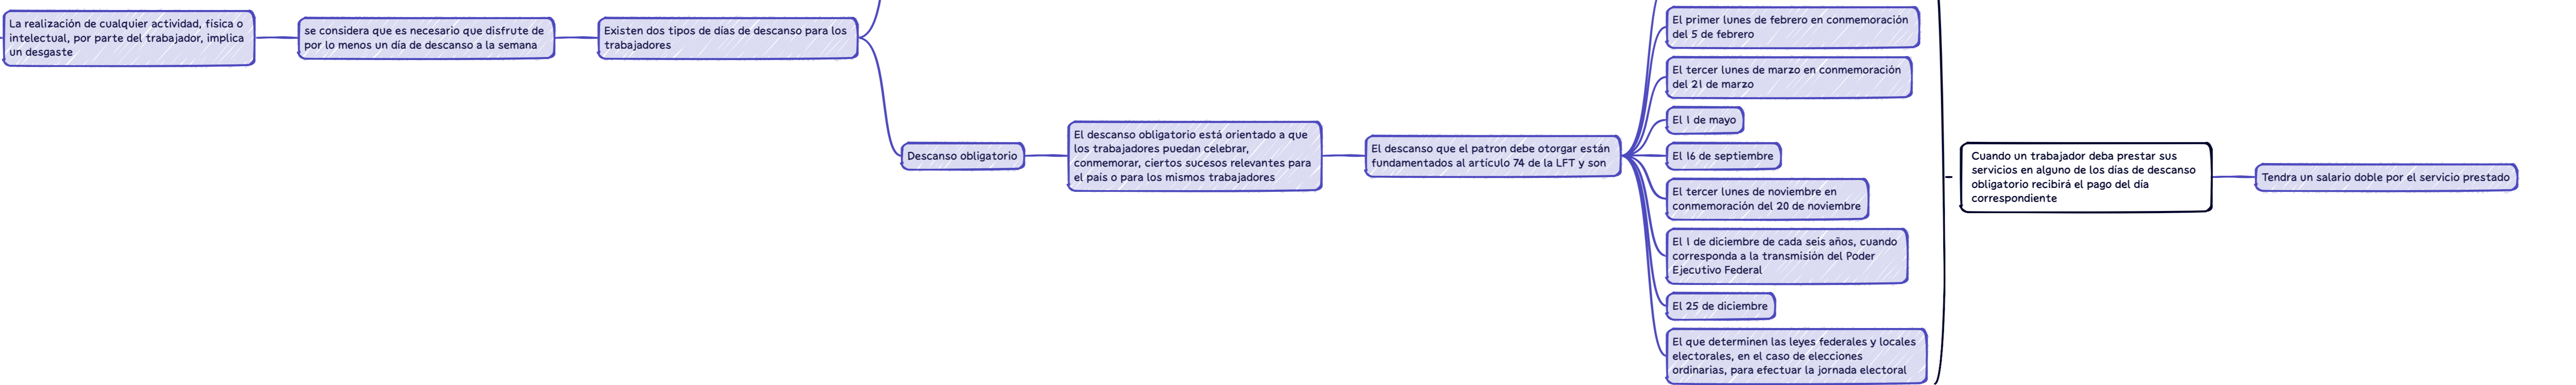 La realización de cualquier actividad, física o
intelectual, por parte del trabajador, implica
un desgaste
se considera que es necesario que disfrute de
por lo menos un día de descanso a la semana
Existen dos tipos de días de descanso para los
trabajadores
Descanso obligatorio
El descanso obligatorio está orientado a que
los trabajadores puedan celebrar,
conmemorar, ciertos sucesos relevantes para
el país o para los mismos trabajadores
El descanso que el patron debe otorgar están
fundamentados al artículo 74 de la LFT y son
El primer lunes de febrero en conmemoración
del 5 de febrero
El tercer lunes de marzo en conmemoración
del 21 de marzo
El 1 de mayo
El 16 de septiembre
El tercer lunes de noviembre en
conmemoración del 20 de noviembre
El 1 de diciembre de cada seis años, cuando
corresponda a la transmisión del Poder
Ejecutivo Federal
El 25 de diciembre
El que determinen las leyes federales y locales
electorales, en el caso de elecciones
ordinarias, para efectuar la jornada electoral
Cuando un trabajador deba prestar sus
servicios en alguno de los días de descanso
obligatorio recibirá el pago del día
correspondiente
Tendra un salario doble por el servicio prestado